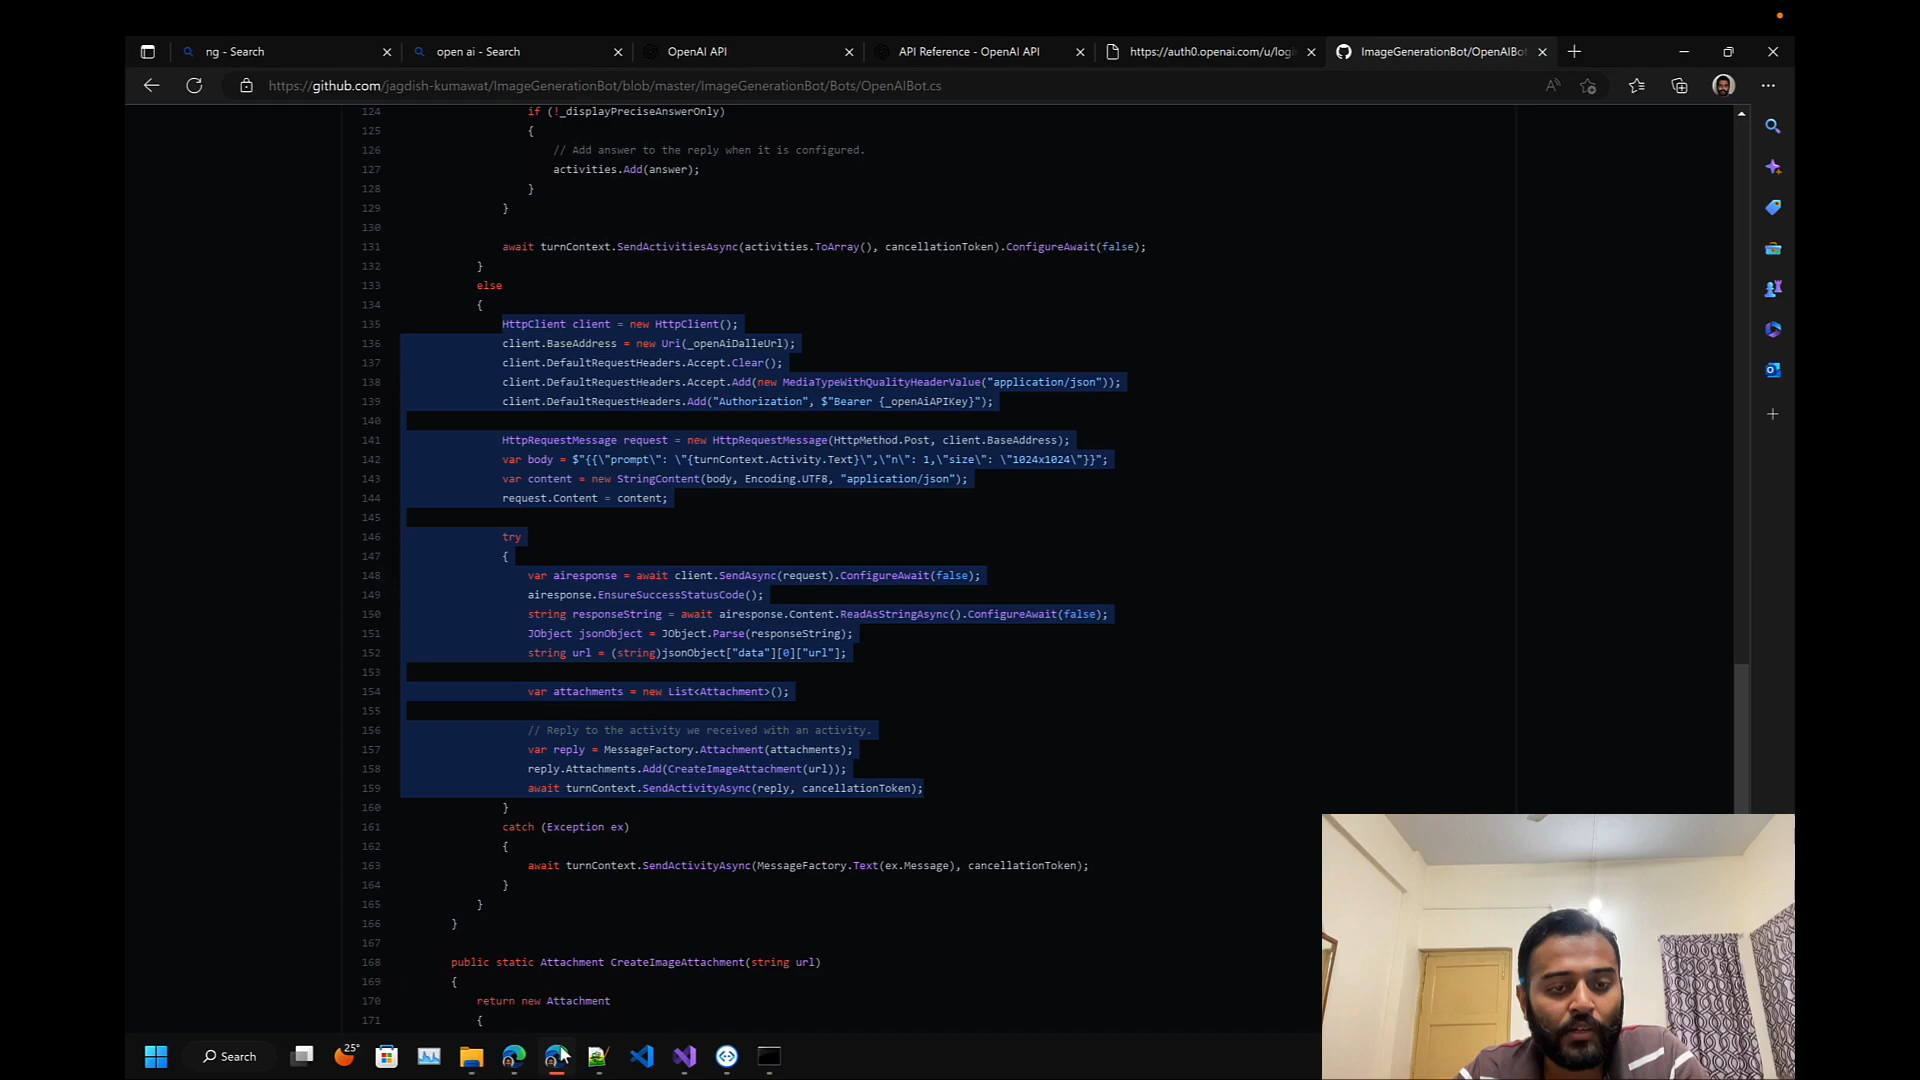 ng - Search
open ai - Search
OpenAI API
API Reference - OpenAI API
https://auth0.openai.com/u/logi
ImageGenerationBot/OpenAIBot
https://github.com/jagdish-kumawat/ImageGenerationBot/blob/master/ImageGenerationBot/Bots/OpenAIBot.cs
124 if (!_displayPreciseAnswerOnly)
125 {
126 // Add answer to the reply when it is configured.
127 activities.Add(answer);
128 }
129 }
130
131 await turnContext.SendActivitiesAsync(activities.ToArray(), cancellationToken).ConfigureAwait(false);
132 }
133 else
134 {
135 HttpClient client = new HttpClient();
136 client.BaseAddress = new Uri(_openAiDalleUrl);
137 client.DefaultRequestHeaders.Accept.Clear();
138 client.DefaultRequestHeaders.Accept.Add(new MediaTypeWithQualityHeaderValue("application/json"));
139 client.DefaultRequestHeaders.Add("Authorization", $"Bearer {_openAiAPIKey}");
140
141 HttpRequestMessage request = new HttpRequestMessage(HttpMethod.Post, client.BaseAddress);
142 var body = $"{{\"prompt\": \"{turnContext.Activity.Text}\",\"n\": 1,\"size\": \"1024x1024\"}}";
143 var content = new StringContent(body, Encoding.UTF8, "application/json");
144 request.Content = content;
145
146 try
147 {
148 var airesponse = await client.SendAsync(request).ConfigureAwait(false);
149 airesponse.EnsureSuccessStatusCode();
150 string responseString = await airesponse.Content.ReadAsStringAsync().ConfigureAwait(false);
151 JObject jsonObject = JObject.Parse(responseString);
152 string url = (string)jsonObject["data"][0]["url"];
153
154 var attachments = new List<Attachment>();
155
156 // Reply to the activity we received with an activity.
157 var reply = MessageFactory.Attachment(attachments);
158 reply.Attachments.Add(CreateImageAttachment(url));
159 await turnContext.SendActivityAsync(reply, cancellationToken);
160 }
161 catch (Exception ex)
162 {
163 await turnContext.SendActivityAsync(MessageFactory.Text(ex.Message), cancellationToken);
164 }
165 }
166 }
167
168 public static Attachment CreateImageAttachment(string url)
169 {
170 return new Attachment
171 {
25°
Search